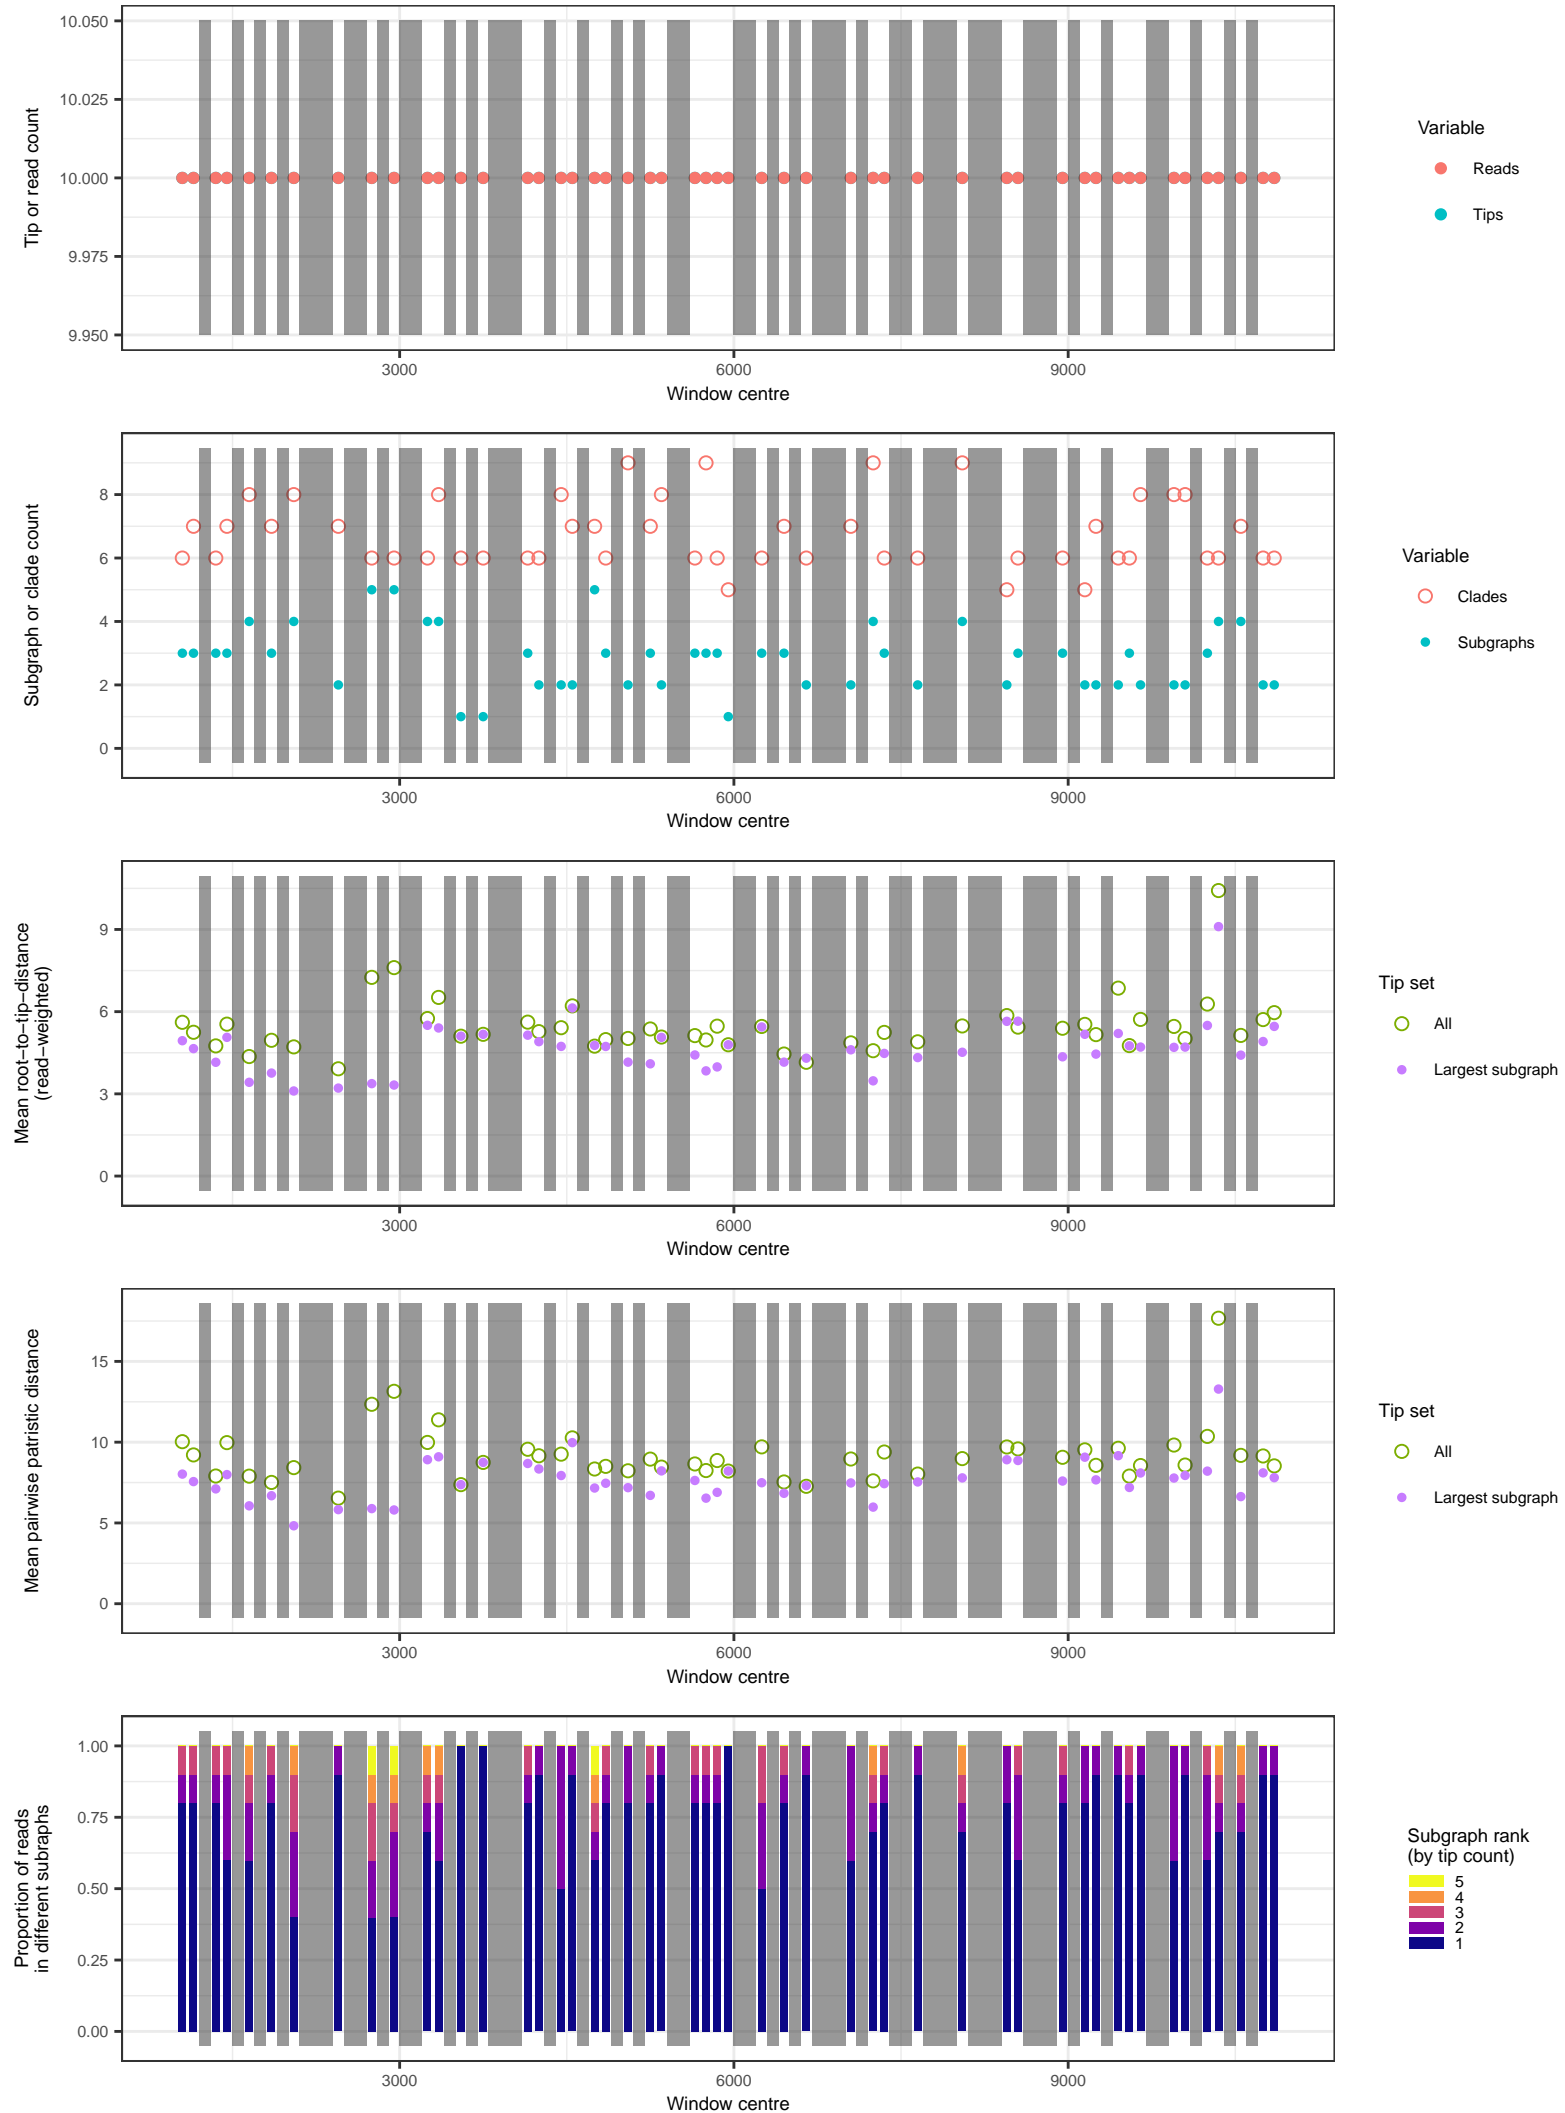 10.050
10.025
10.000
9.975
9.950
Tip or read count
3000
6000
9000
Window centre
Variable
Reads
Tips
8
6
4
2
0
Subgraph or clade count
3000
6000
9000
Window centre
Variable
Clades
Subgraphs
9
6
3
0
Mean root−to−tip−distance
(read−weighted)
3000
6000
9000
Window centre
Tip set
All
Largest subgraph
15
10
5
0
Mean pairwise patristic distance
3000
6000
9000
Window centre
Tip set
All
Largest subgraph
1.00
0.75
0.50
0.25
0.00
Proportion of reads
in different subraphs
3000
6000
9000
Window centre
Subgraph rank
(by tip count)
5
4
3
2
1